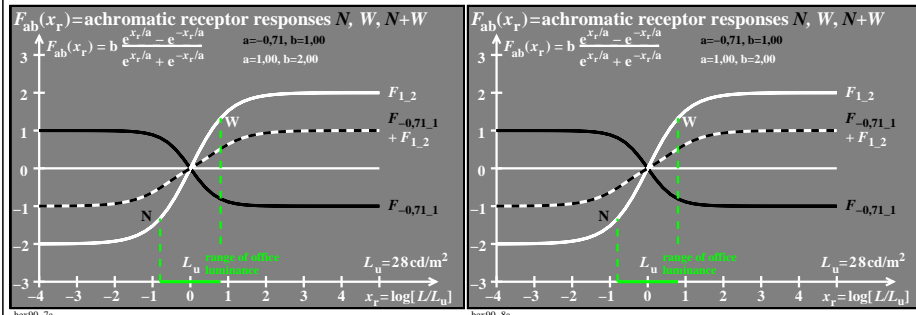 F_ab(x_r)=achromatic receptor responses N, W, N+W
F_ab(x_r) = b (e^{x_r/a} − e^{−x_r/a}) / (e^{x_r/a} + e^{−x_r/a})
a=−0,71, b=1,00
a=1,00, b=2,00
3
2
1
0
−1
−2
−3
F_1_2
W
F_−0,71_1
+ F_1_2
N
F_−0,71_1
L_u
range of office
luminance
L_u=28cd/m²
−4 −3 −2 −1 0 1 2 3 4
x_r=log[L/L_u]
F_ab(x_r)=achromatic receptor responses N, W, N+W
F_ab(x_r) = b (e^{x_r/a} − e^{−x_r/a}) / (e^{x_r/a} + e^{−x_r/a})
a=−0,71, b=1,00
a=1,00, b=2,00
3
2
1
0
−1
−2
−3
F_1_2
W
F_−0,71_1
+ F_1_2
N
F_−0,71_1
L_u
range of office
luminance
L_u=28cd/m²
−4 −3 −2 −1 0 1 2 3 4
x_r=log[L/L_u]